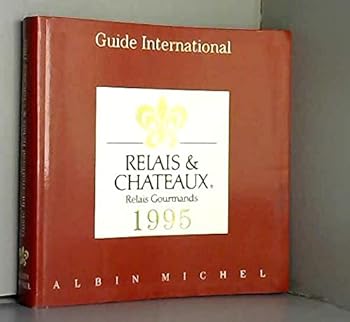 Guide International
RELAIS &
CHATEAUX®
Relais Gourmands
1995
ALBIN MICHEL